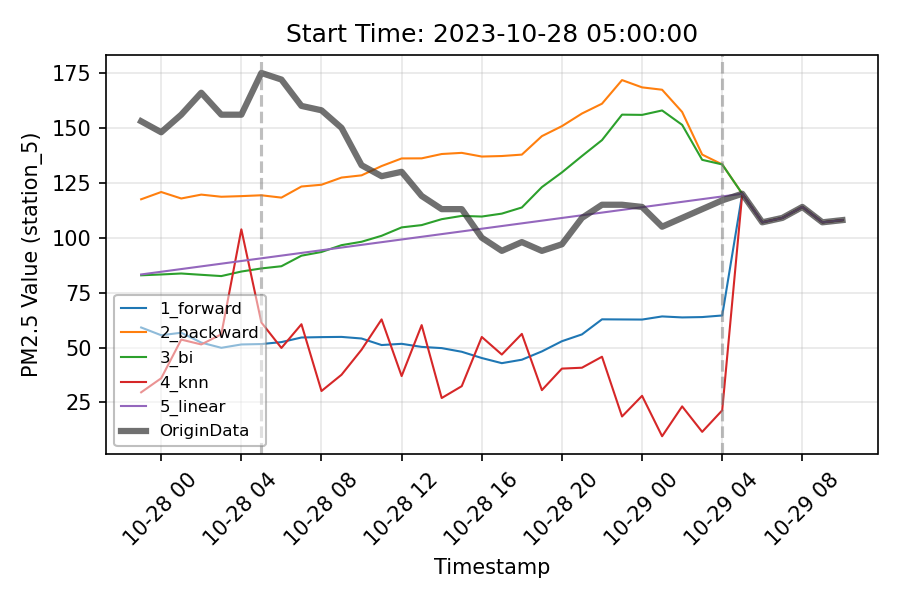 Start Time: 2023-10-28 05:00:00
PM2.5 Value (station_5)
175
150
125
100
75
50
25
1_forward
2_backward
3_bi
4_knn
5_linear
OriginData
10-28 00
10-28 04
10-28 08
10-28 12
10-28 16
10-28 20
10-29 00
10-29 04
10-29 08
Timestamp